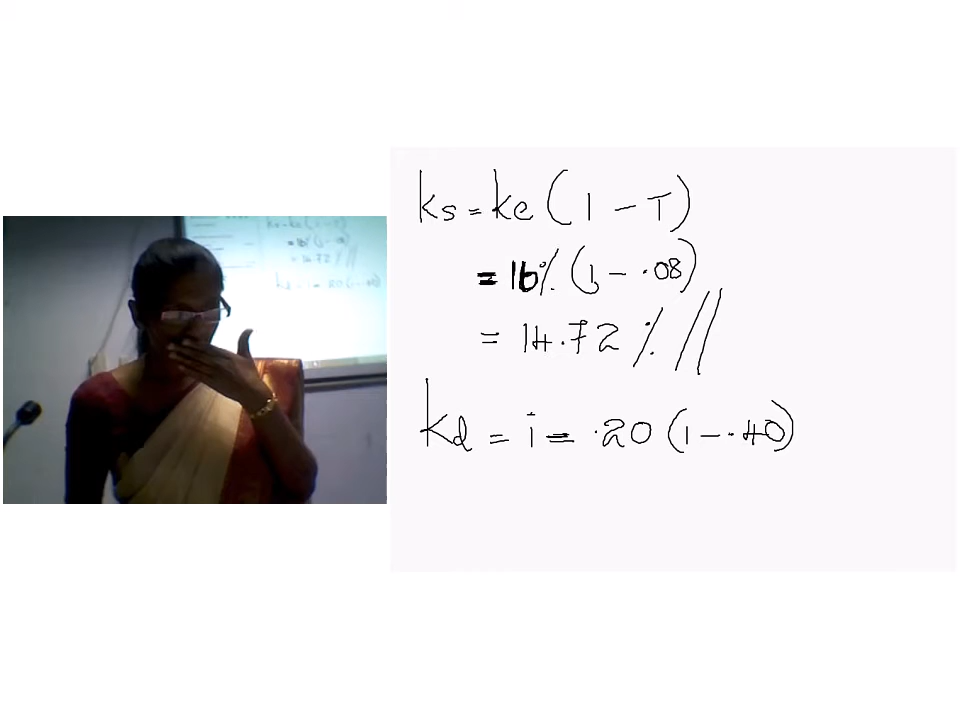 ks = ke (1 - T)
= 16% (1 - .08)
= 14.72% //
Kd = i = .20 (1 - .40)